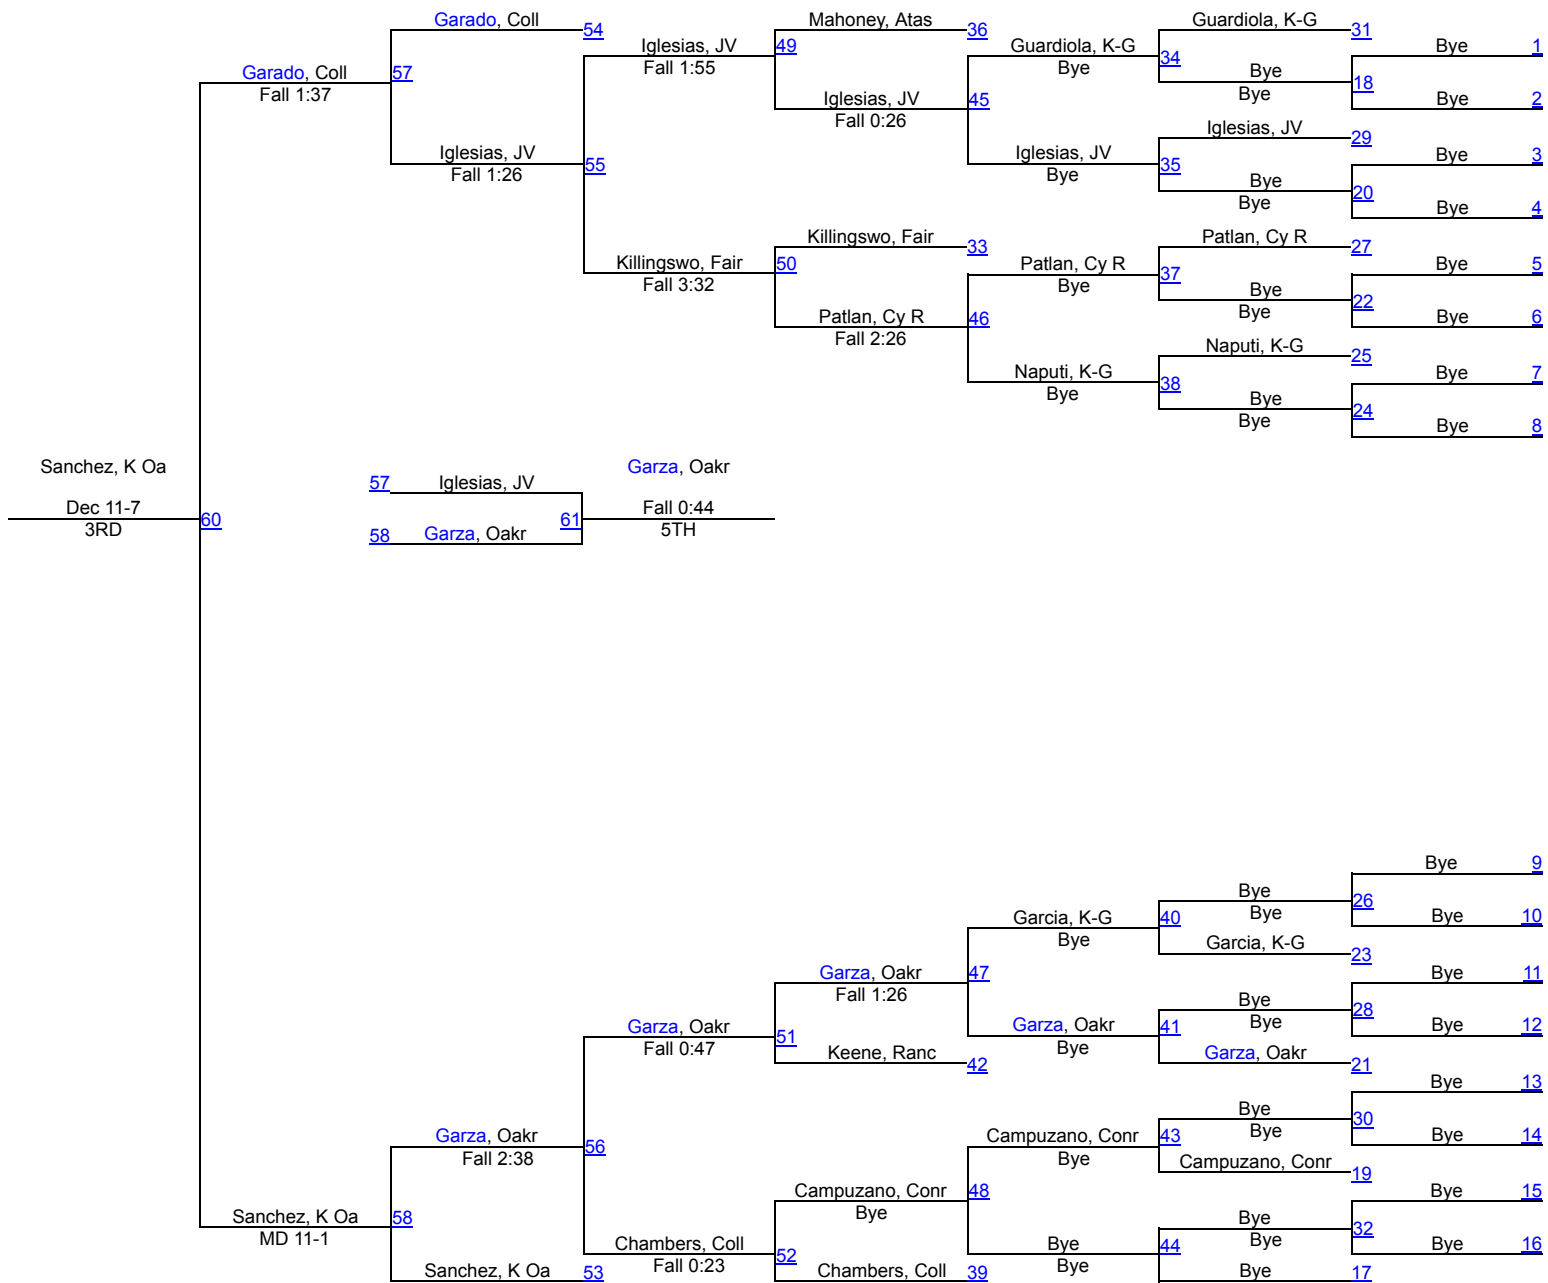 Garado, Coll 54
Mahoney, Atas 36
Guardiola, K-G 31
Iglesias, JV 49
Fall 1:55
Guardiola, K-G 34
Bye
Bye 1
Garado, Coll 57
Fall 1:37
Bye 18
Bye
Iglesias, JV 45
Fall 0:26
Bye 2
Iglesias, JV 29
Iglesias, JV 55
Fall 1:26
Iglesias, JV 35
Bye
Bye 3
Bye 20
Bye
Bye 4
Killingswo, Fair 33
Patlan, Cy R 27
Killingswo, Fair 50
Fall 3:32
Patlan, Cy R 37
Bye
Bye 5
Bye 22
Bye
Patlan, Cy R 46
Fall 2:26
Bye 6
Naputi, K-G 25
Naputi, K-G 38
Bye
Bye 7
Bye 24
Bye
Bye 8
Sanchez, K Oa
Garza, Oakr
57 Iglesias, JV
Dec 11-7
3RD
60
61
Fall 0:44
5TH
58 Garza, Oakr
Bye 9
Bye 26
Bye
Garcia, K-G 40
Bye
Bye 10
Garcia, K-G 23
Garza, Oakr 47
Fall 1:26
Bye 11
Bye 28
Bye
Garza, Oakr 51
Fall 0:47
Garza, Oakr 41
Bye
Bye 12
Keene, Ranc 42
Garza, Oakr 21
Bye 13
Bye 30
Bye
Garza, Oakr 56
Fall 2:38
Campuzano, Conr 43
Bye
Bye 14
Campuzano, Conr 19
Campuzano, Conr 48
Bye
Bye 15
Sanchez, K Oa 58
MD 11-1
Bye 32
Bye
Chambers, Coll 52
Fall 0:23
Bye 44
Bye
Bye 16
Sanchez, K Oa 53
Chambers, Coll 39
Bye 17